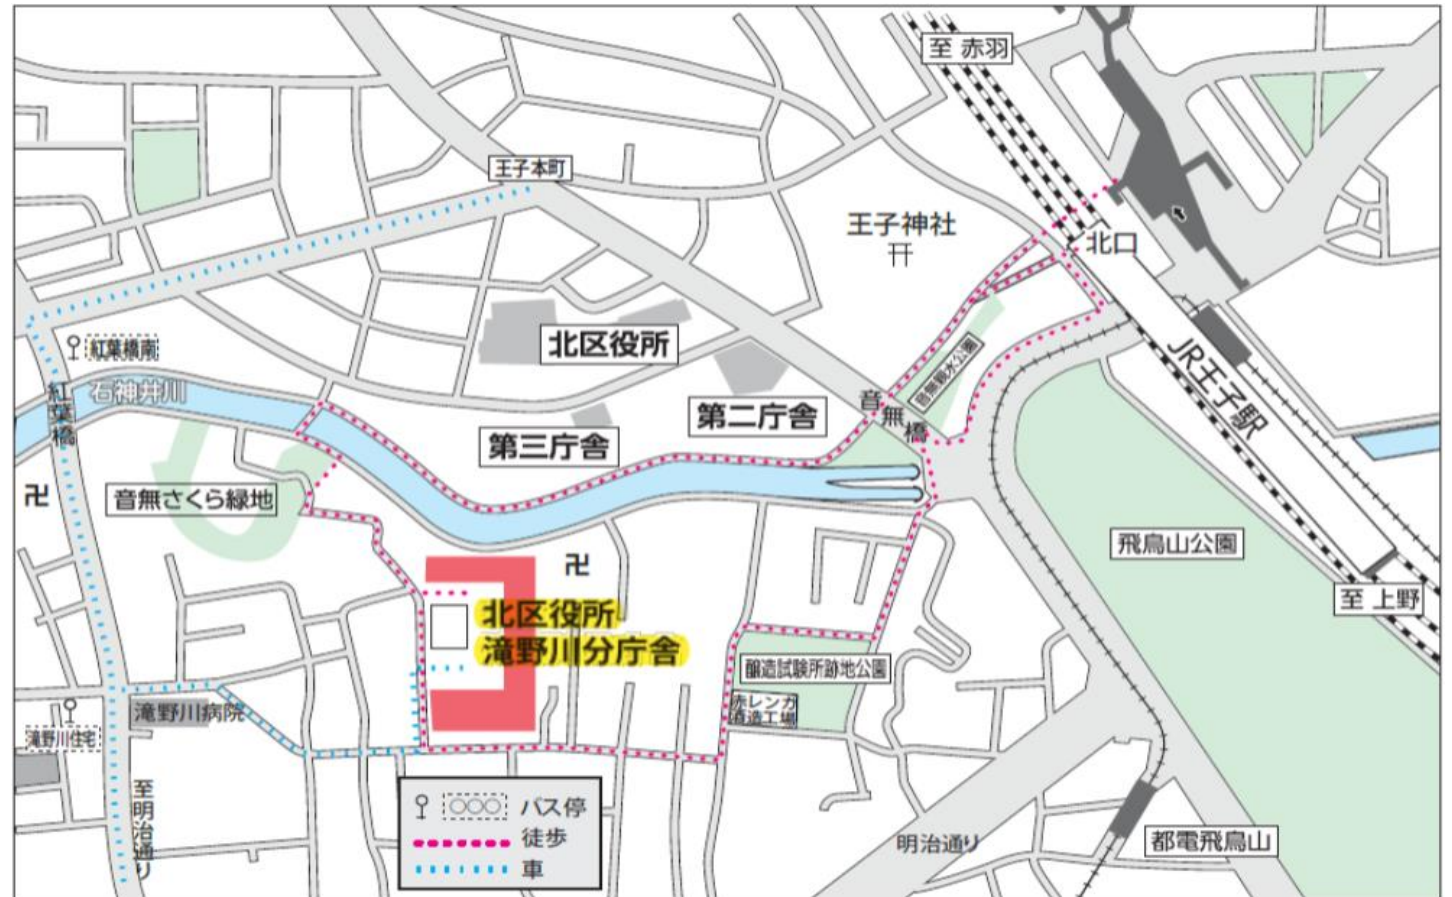 至 赤羽
王子本町
王子神社
北口
北区役所
紅葉橋南
石神井川
紅葉橋
音無親水公園
JR王子駅
音無橋
第二庁舎
第三庁舎
卍
音無さくら緑地
飛鳥山公園
卍
至 上野
北区役所
滝野川分庁舎
醸造試験所跡地公園
赤レンガ
酒造工場
滝野川病院
滝野川住宅
至明治通り
○○○ バス停
徒歩
車
明治通り
都電飛鳥山